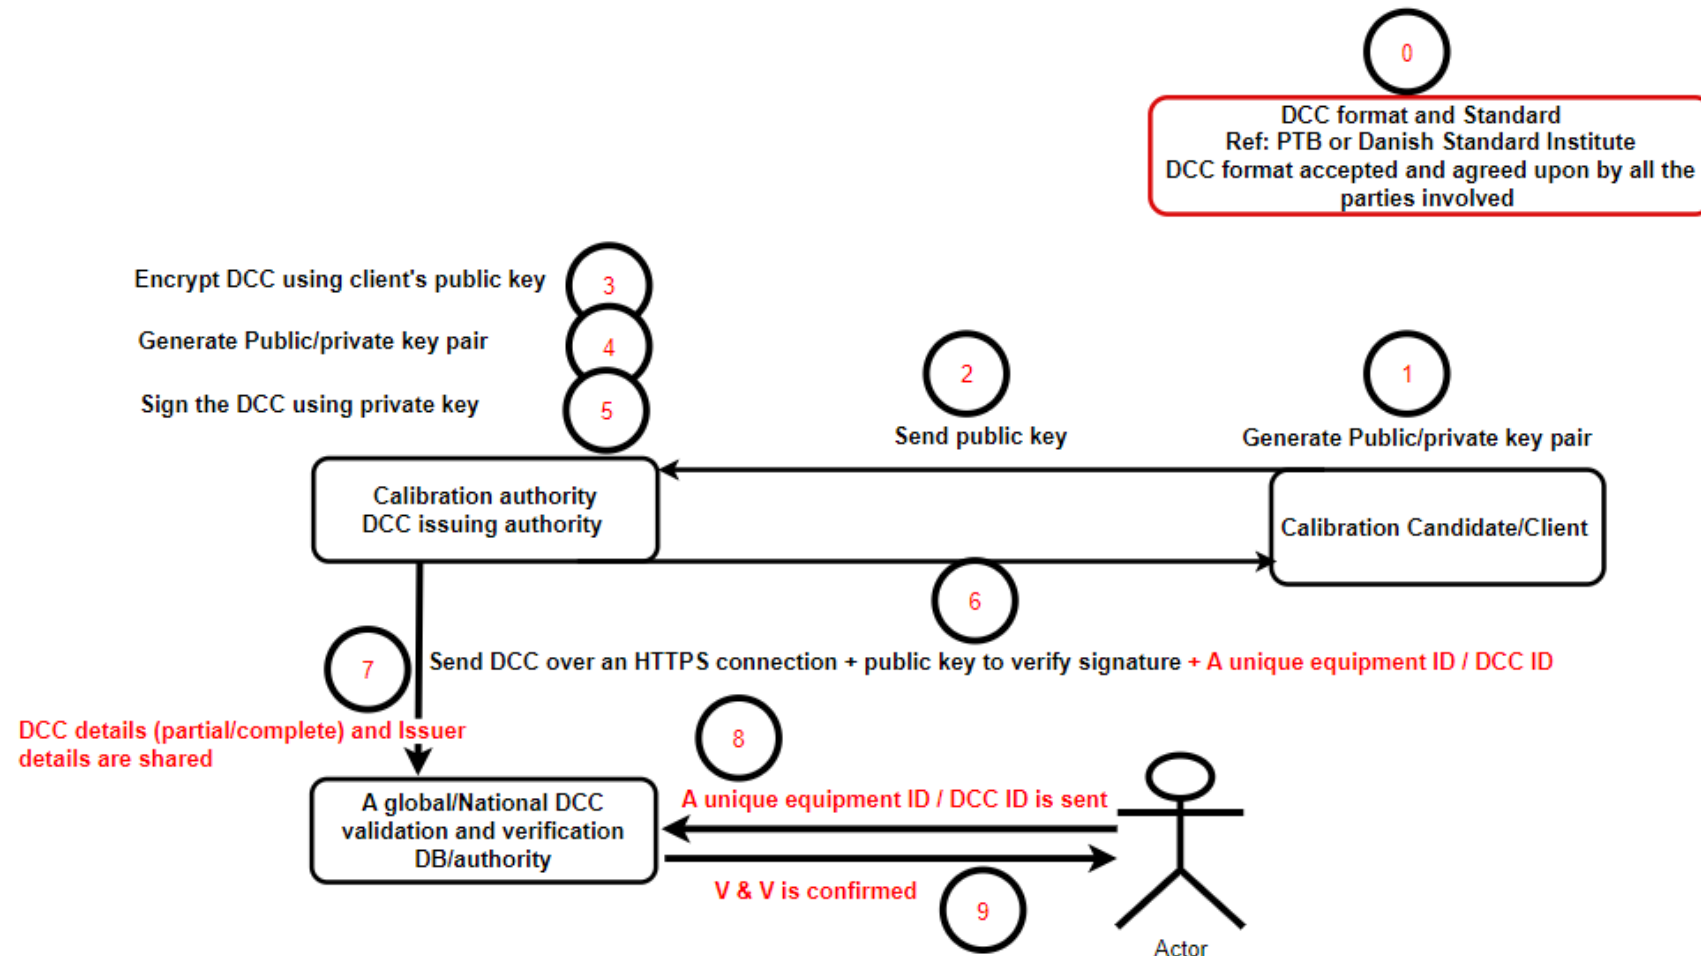 0
DCC format and Standard
Ref: PTB or Danish Standard Institute
DCC format accepted and agreed upon by all the
parties involved
Encrypt DCC using client's public key
3
Generate Public/private key pair
4
Sign the DCC using private key
5
2
Send public key
1
Generate Public/private key pair
Calibration authority
DCC issuing authority
Calibration Candidate/Client
6
7
Send DCC over an HTTPS connection + public key to verify signature + A unique equipment ID / DCC ID
DCC details (partial/complete) and Issuer
details are shared
8
A unique equipment ID / DCC ID is sent
A global/National DCC
validation and verification
DB/authority
V & V is confirmed
9
Actor